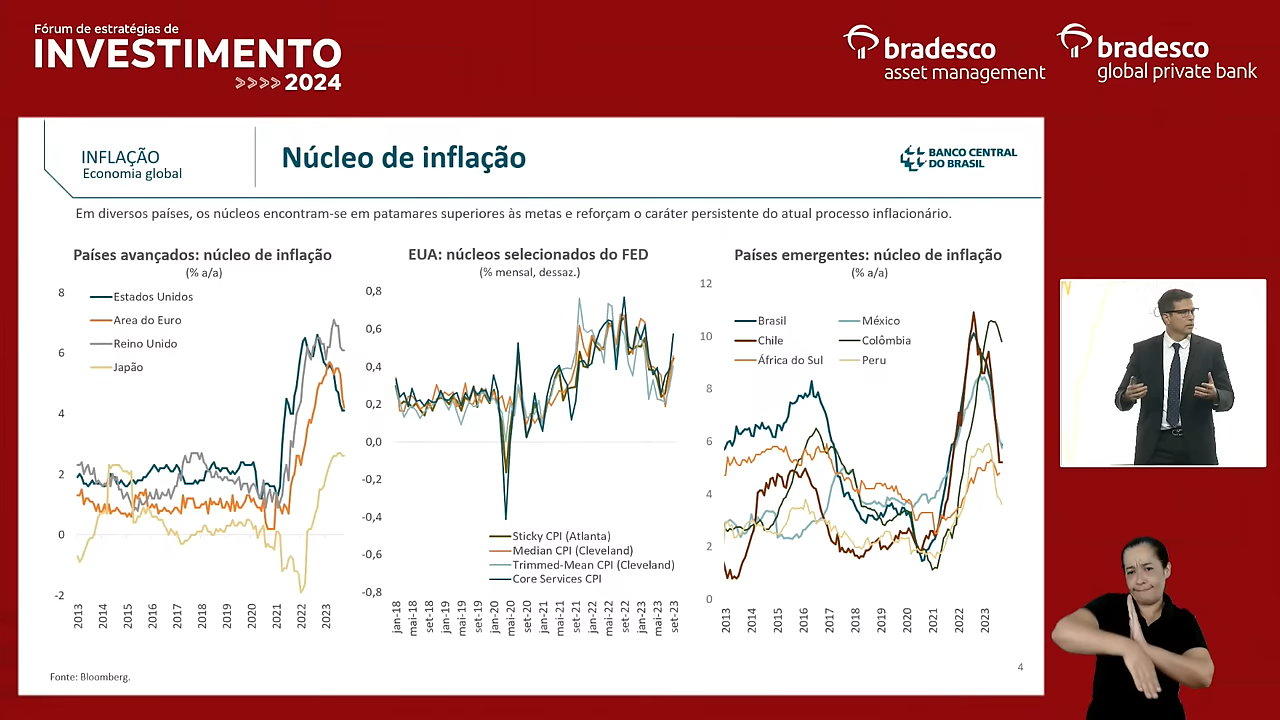 Fórum de estratégias de
INVESTIMENTO
>>>> 2024
bradesco
asset management
bradesco
global private bank
INFLAÇÃO
Economia global
Núcleo de inflação
BANCO CENTRAL
DO BRASIL
Em diversos países, os núcleos encontram-se em patamares superiores às metas e reforçam o caráter persistente do atual processo inflacionário.
Países avançados: núcleo de inflação
(% a/a)
8
6
4
2
0
-2
Estados Unidos
Area do Euro
Reino Unido
Japão
2013
2014
2015
2016
2017
2018
2019
2020
2021
2022
2023
EUA: núcleos selecionados do FED
(% mensal, dessaz.)
0,8
0,6
0,4
0,2
0,0
-0,2
-0,4
-0,6
-0,8
Sticky CPI (Atlanta)
Median CPI (Cleveland)
Trimmed-Mean CPI (Cleveland)
Core Services CPI
jan-18
mai-18
set-18
jan-19
mai-19
set-19
jan-20
mai-20
set-20
jan-21
mai-21
set-21
jan-22
mai-22
set-22
jan-23
mai-23
set-23
Países emergentes: núcleo de inflação
(% a/a)
12
10
8
6
4
2
0
Brasil
México
Chile
Colômbia
África do Sul
Peru
2013
2014
2015
2016
2017
2018
2019
2020
2021
2022
2023
4
Fonte: Bloomberg.